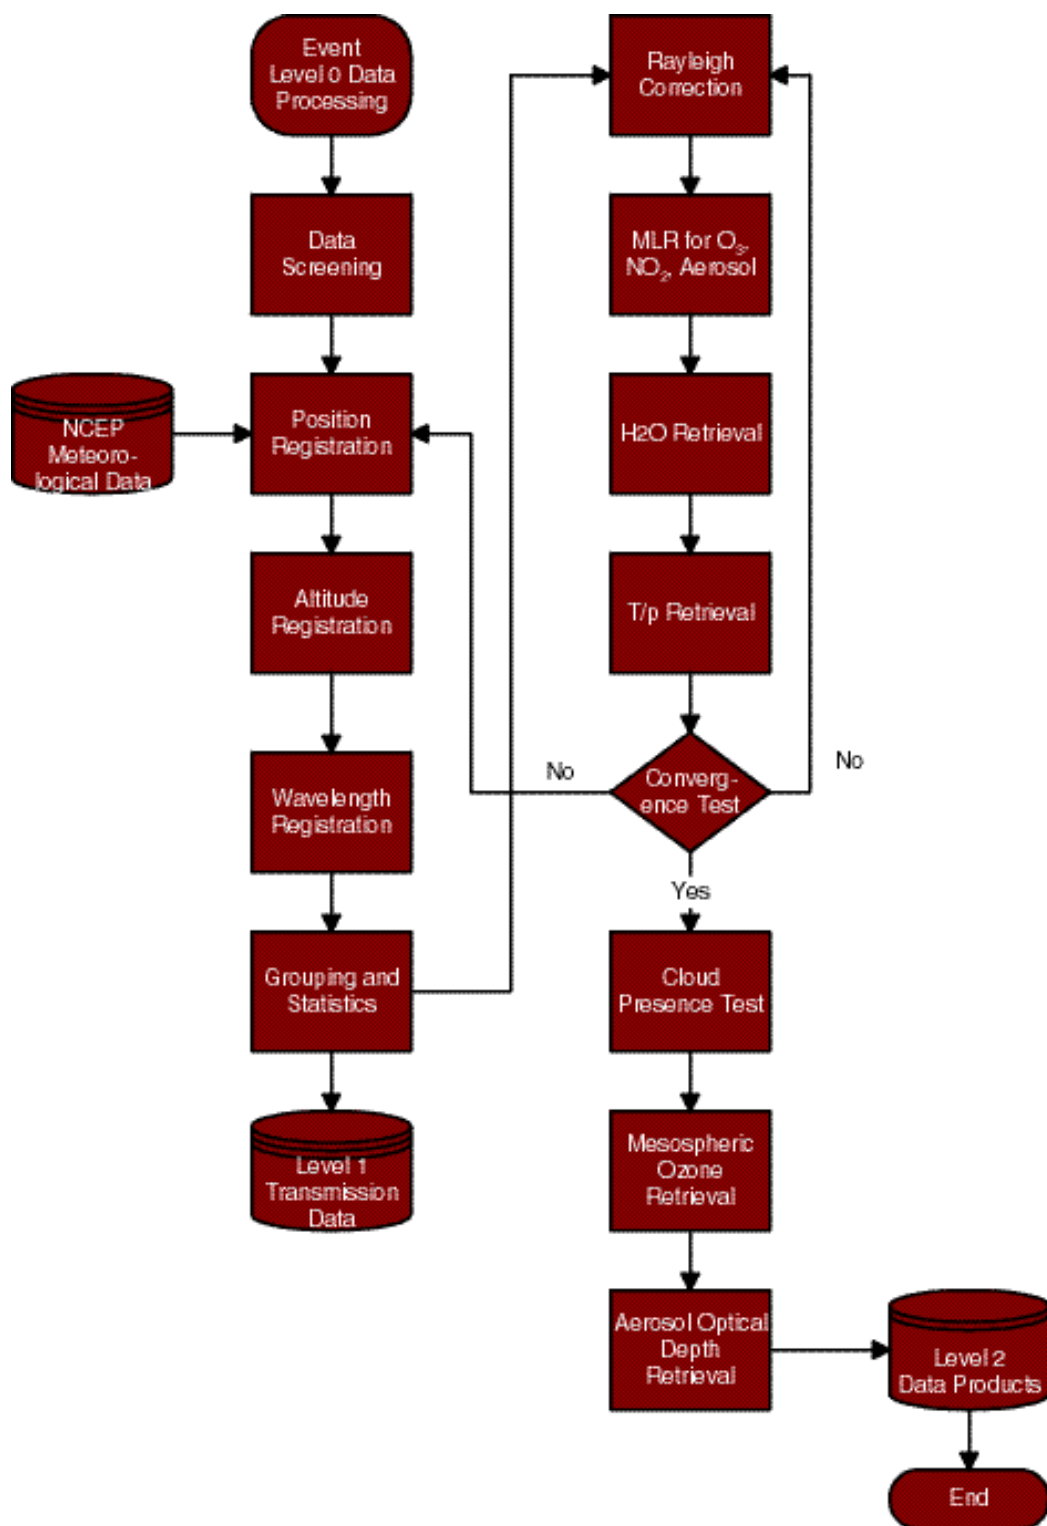 Event
Level 0 Data
Processing
Data
Screening
NCEP
Meteoro-
logical Data
Position
Registration
Altitude
Registration
Wavelength
Registration
Grouping and
Statistics
Level 1
Transmission
Data
Rayleigh
Correction
MLR for O₃,
NO₂, Aerosol
H2O Retrieval
T/p Retrieval
No
Converg-
ence Test
No
Yes
Cloud
Presence Test
Mesospheric
Ozone
Retrieval
Aerosol Optical
Depth
Retrieval
Level 2
Data Products
End